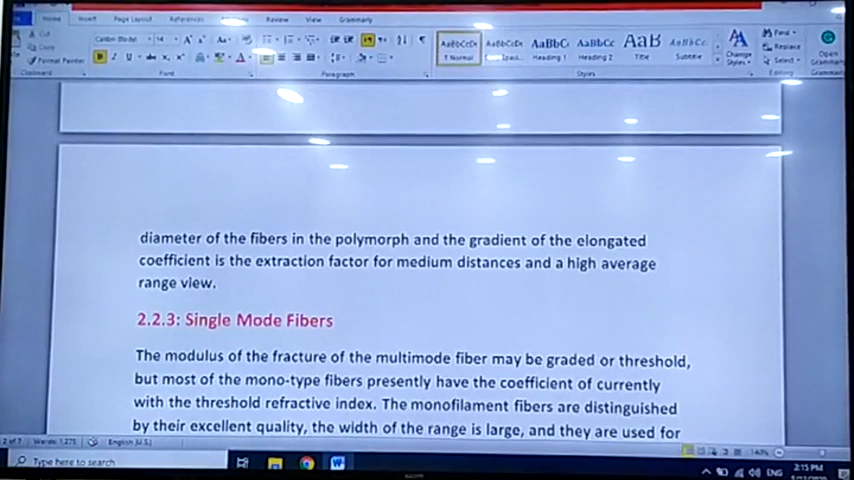 Home Insert Page Layout References Review View Grammarly
Cut
Copy
Format Painter
Calibri (Body) 14
AaBbCcDc AaBbCcDc AaBbC AaBbCc AaB AaBbCc.
¶ Normal Heading 1 Heading 2 Title Subtitle
Change
Styles
Find
Replace
Select
Open
Clipboard Font Paragraph Styles Editing
diameter of the fibers in the polymorph and the gradient of the elongated
coefficient is the extraction factor for medium distances and a high average
range view.
2.2.3: Single Mode Fibers
The modulus of the fracture of the multimode fiber may be graded or threshold,
but most of the mono-type fibers presently have the coefficient of currently
with the threshold refractive index. The monofilament fibers are distinguished
by their excellent quality, the width of the range is large, and they are used for
2 of 7 Words: 1,275 English (U.S.) 140%
Type here to search
ENG
2:15 PM